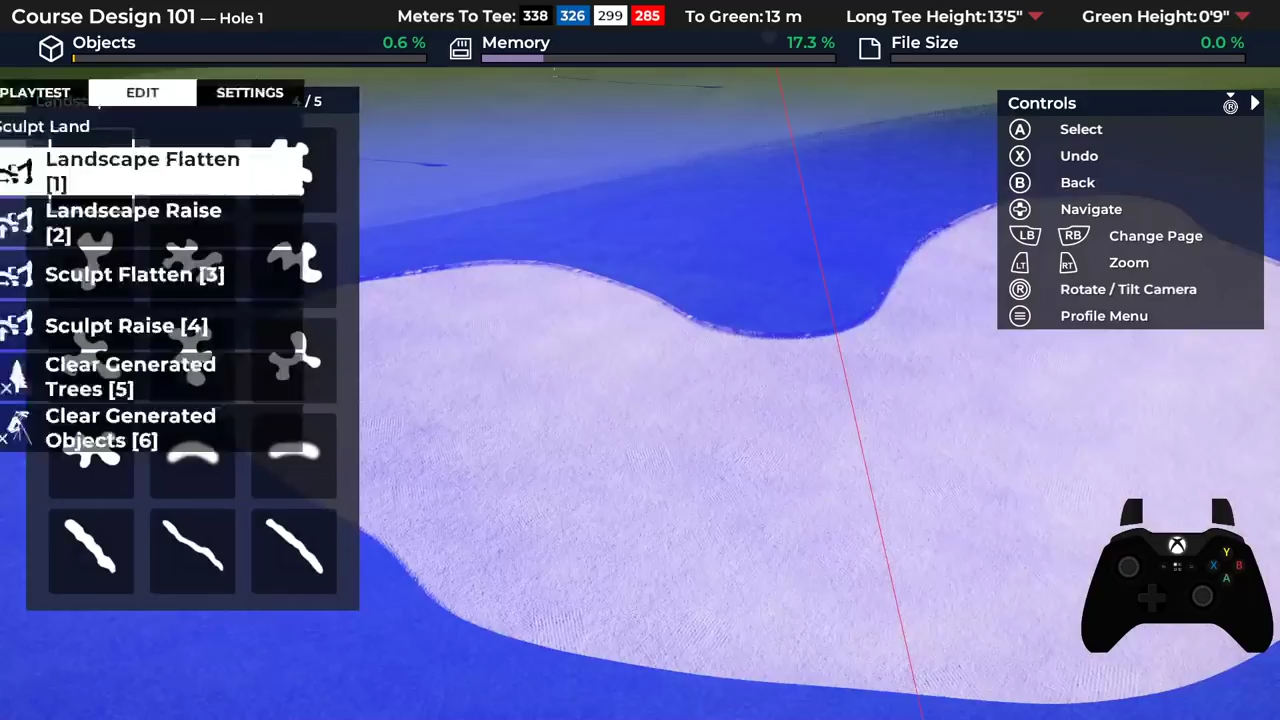 Course Design 101 — Hole 1
Meters To Tee: 338 326 299 285
To Green: 13 m
Long Tee Height: 13'5"
Green Height: 0'9"
Objects 0.6 %
Memory 17.3 %
File Size 0.0 %
PLAYTEST EDIT SETTINGS
4 / 5
Sculpt Land
Landscape Flatten
[1]
Landscape Raise
[2]
Sculpt Flatten [3]
Sculpt Raise [4]
Clear Generated
Trees [5]
Clear Generated
Objects [6]
Controls
R
A Select
X Undo
B Back
Navigate
LB RB Change Page
LT RT Zoom
R Rotate / Tilt Camera
Profile Menu
Y
X B
A